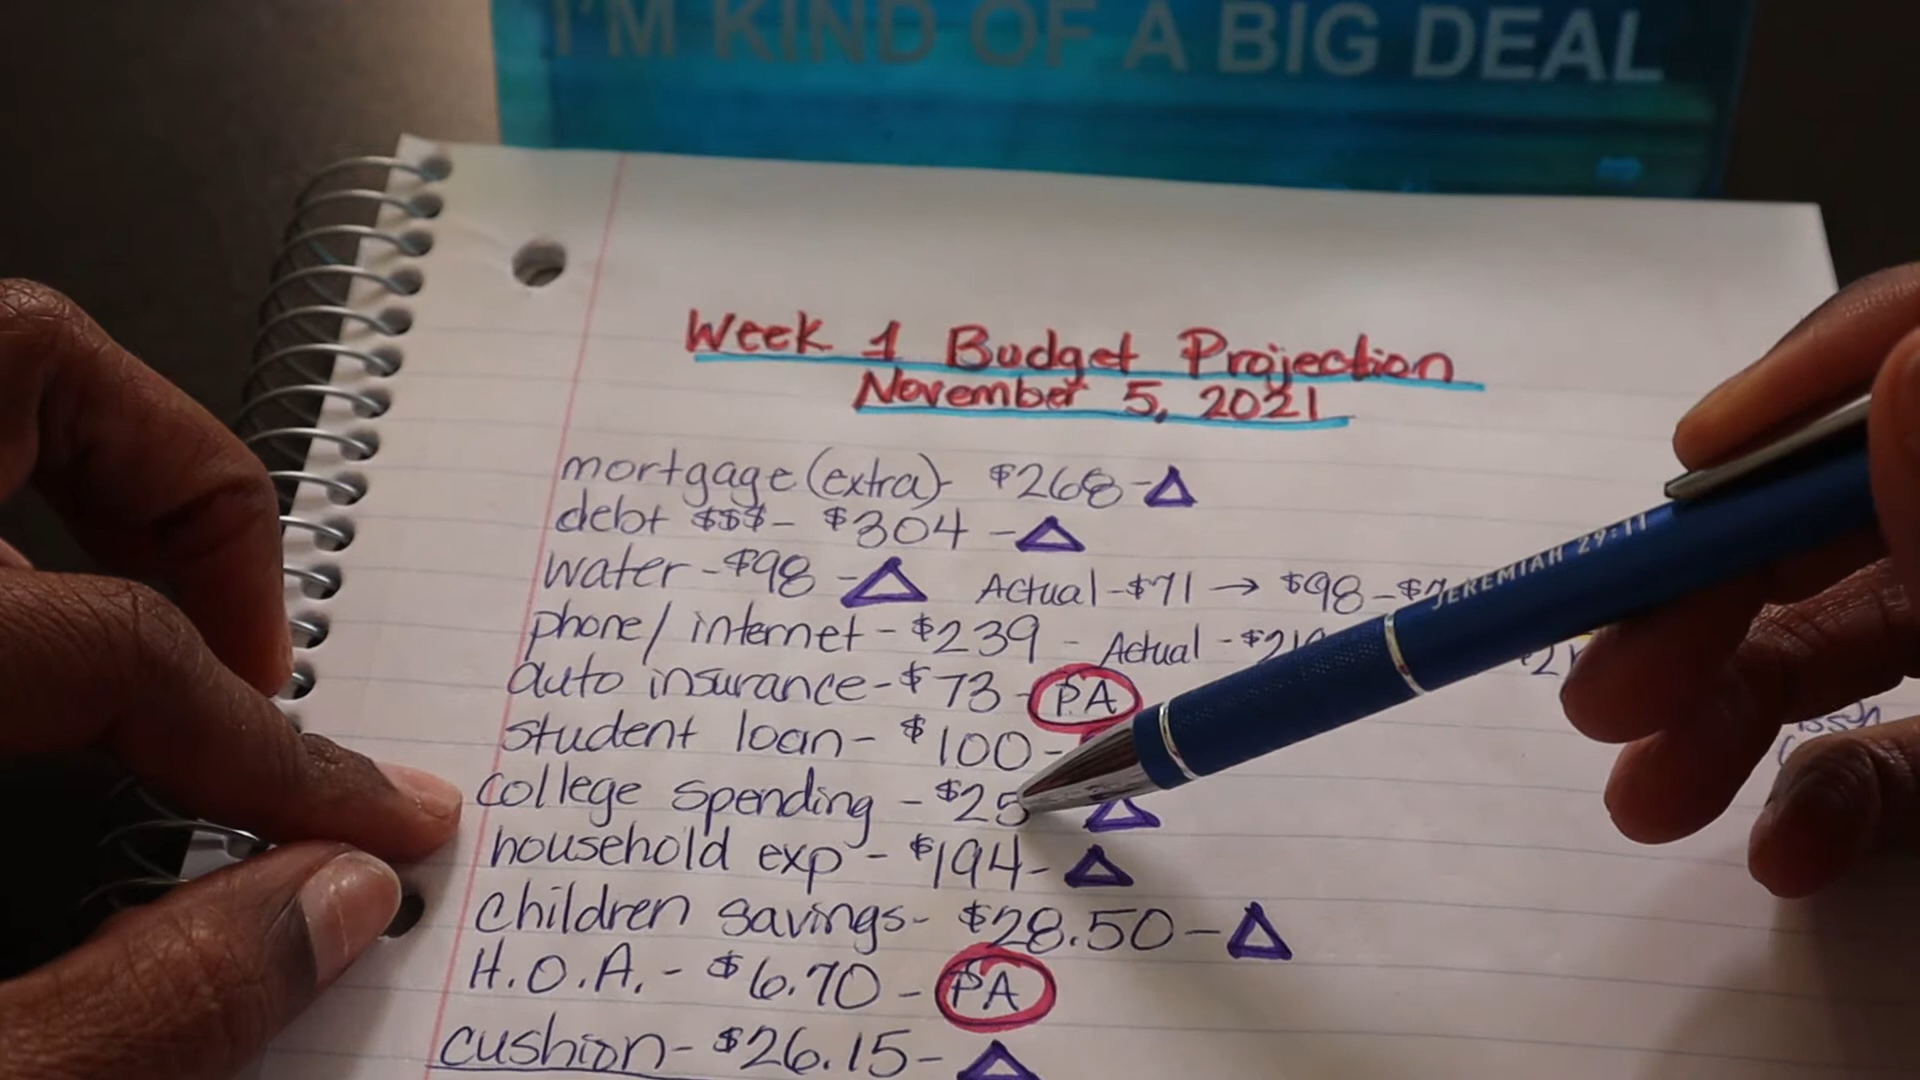 I'M KIND OF A BIG DEAL
Week 1 Budget Projection
November 5, 2021
mortgage (extra) - $268 - △
debt $$$ - $304 - △
water - $98 - △ Actual - $71 → $98 - $7
phone / internet - $239 - Actual - $21
auto insurance - $73 - PA
student loan - $100 -
college spending - $25 △
household exp - $194 - △
children savings - $28.50 - △
H.O.A. - $6.70 - PA
cushion - $26.15 - △
JEREMIAH 29:11